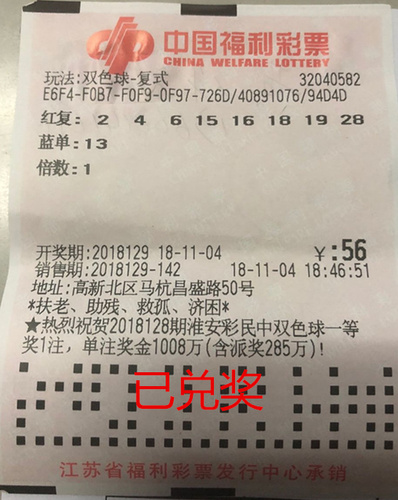 中国福利彩票
CHINA WELFARE LOTTERY
玩法:双色球-复式 32040582
E6F4-F0B7-F0F9-0F97-726D/40891076/94D4D
红复: 2 4 6 15 16 18 19 28
蓝单:13
倍数:1
开奖期:2018129 18-11-04 ￥:56
销售期:2018129-142 18-11-04 18:46:51
地址:高新北区马杭昌盛路50号
*扶老、助残、救孤、济困*
★热烈祝贺2018128期淮安彩民中双色球一等
奖1注，单注奖金1008万(含派奖285万)!
已兑奖
江苏省福利彩票发行中心承销